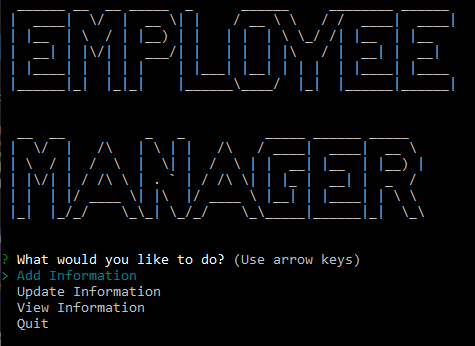 EMPLOYEE
MANAGER
? What would you like to do? (Use arrow keys)
> Add Information
Update Information
View Information
Quit